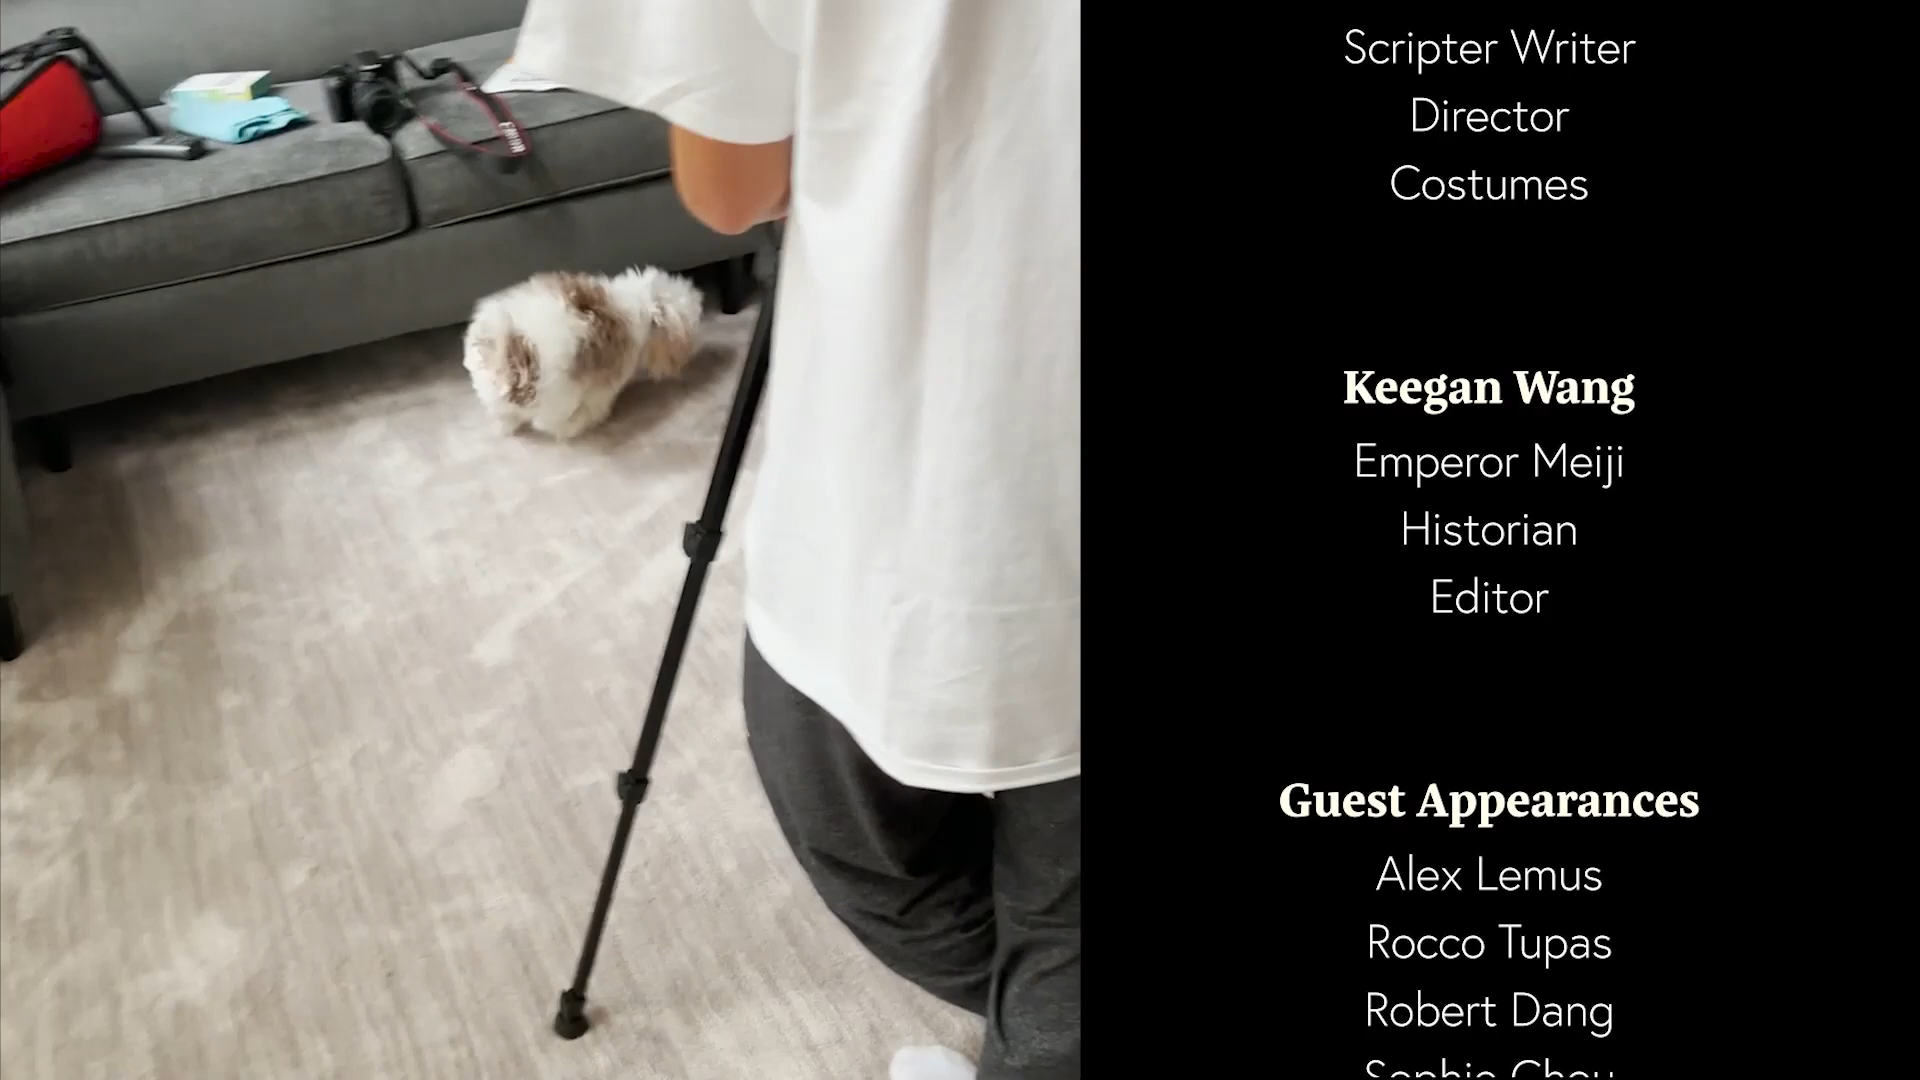 Scripter Writer
Director
Costumes
Keegan Wang
Emperor Meiji
Historian
Editor
Guest Appearances
Alex Lemus
Rocco Tupas
Robert Dang